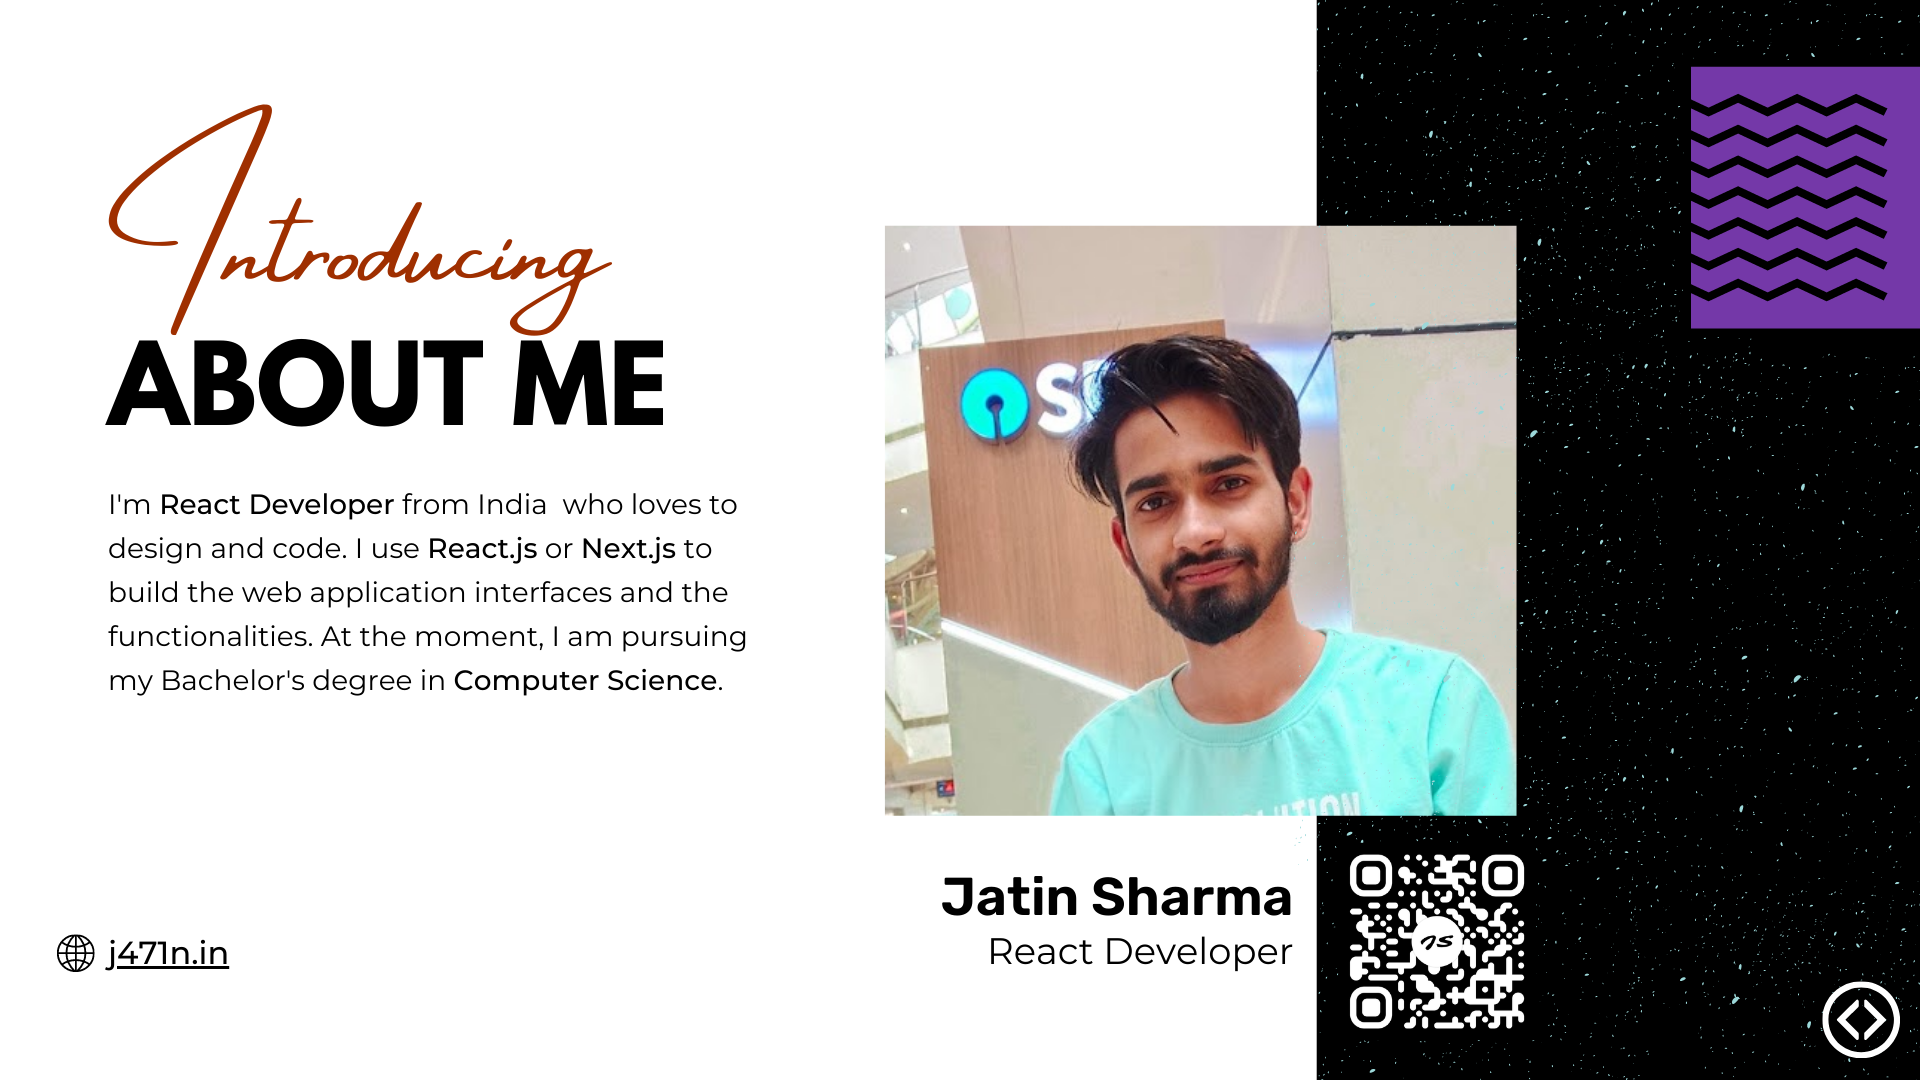 Introducing
ABOUT ME
I'm React Developer from India  who loves to
design and code. I use React.js or Next.js to
build the web application interfaces and the
functionalities. At the moment, I am pursuing
my Bachelor's degree in Computer Science.
j471n.in
Jatin Sharma
React Developer
JS